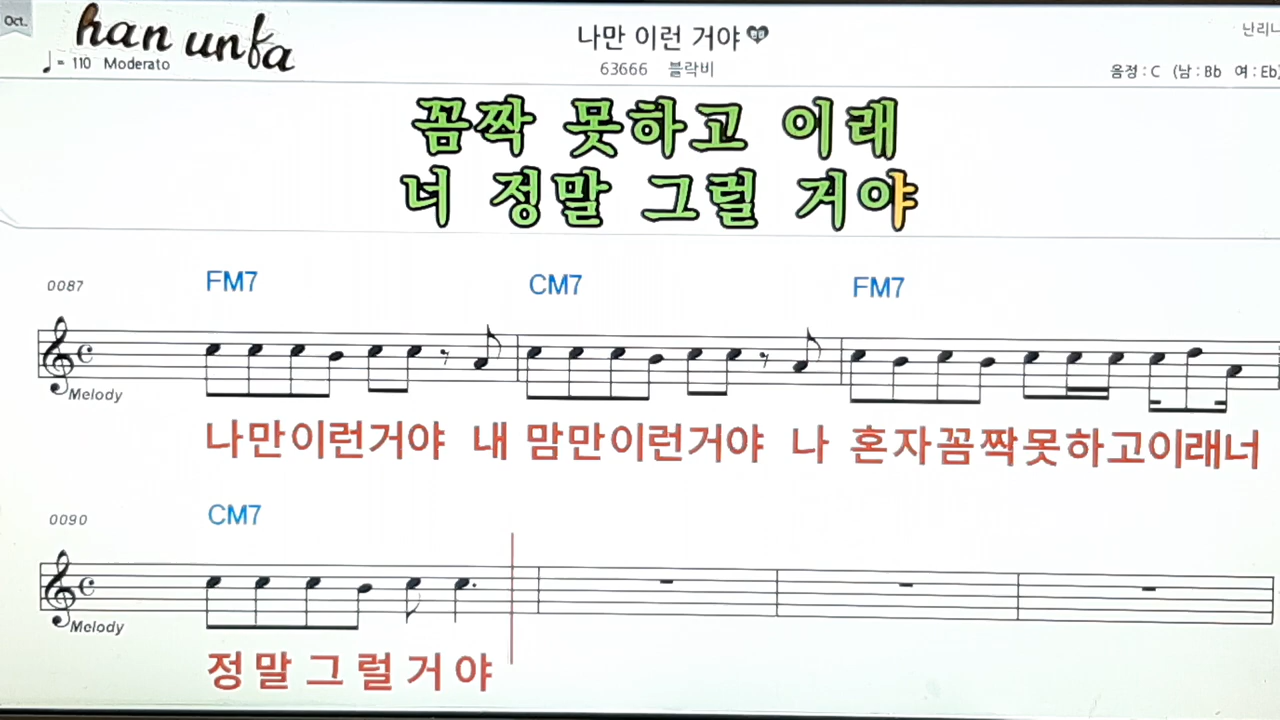 Oct.
han unfa
나만 이런 거야
난리나
♩= 110 Moderato
63666 블락비
음정 : C (남 : Bb 여 : Eb)
꼼짝 못하고 이래
너 정말 그럴 거야
0087 FM7 CM7 FM7
Melody
나만이런거야 내 맘만이런거야 나 혼자꼼짝못하고이래너
0090 CM7
Melody
정말그럴거야